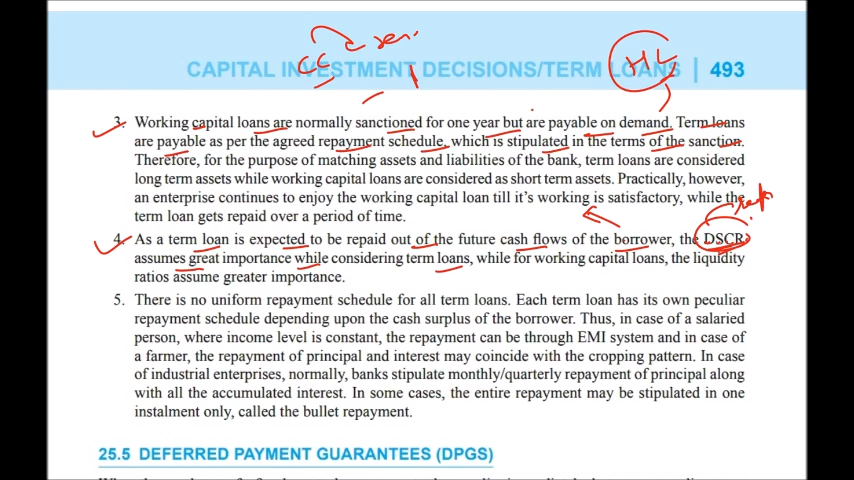 CC
HL
CAPITAL INVESTMENT DECISIONS/TERM LOANS | 493
3. Working capital loans are normally sanctioned for one year but are payable on demand. Term loans
are payable as per the agreed repayment schedule, which is stipulated in the terms of the sanction.
Therefore, for the purpose of matching assets and liabilities of the bank, term loans are considered
long term assets while working capital loans are considered as short term assets. Practically, however,
an enterprise continues to enjoy the working capital loan till it's working is satisfactory, while the
term loan gets repaid over a period of time.
4. As a term loan is expected to be repaid out of the future cash flows of the borrower, the DSCR
assumes great importance while considering term loans, while for working capital loans, the liquidity
ratios assume greater importance.
5. There is no uniform repayment schedule for all term loans. Each term loan has its own peculiar
repayment schedule depending upon the cash surplus of the borrower. Thus, in case of a salaried
person, where income level is constant, the repayment can be through EMI system and in case of
a farmer, the repayment of principal and interest may coincide with the cropping pattern. In case
of industrial enterprises, normally, banks stipulate monthly/quarterly repayment of principal along
with all the accumulated interest. In some cases, the entire repayment may be stipulated in one
instalment only, called the bullet repayment.
25.5 DEFERRED PAYMENT GUARANTEES (DPGS)